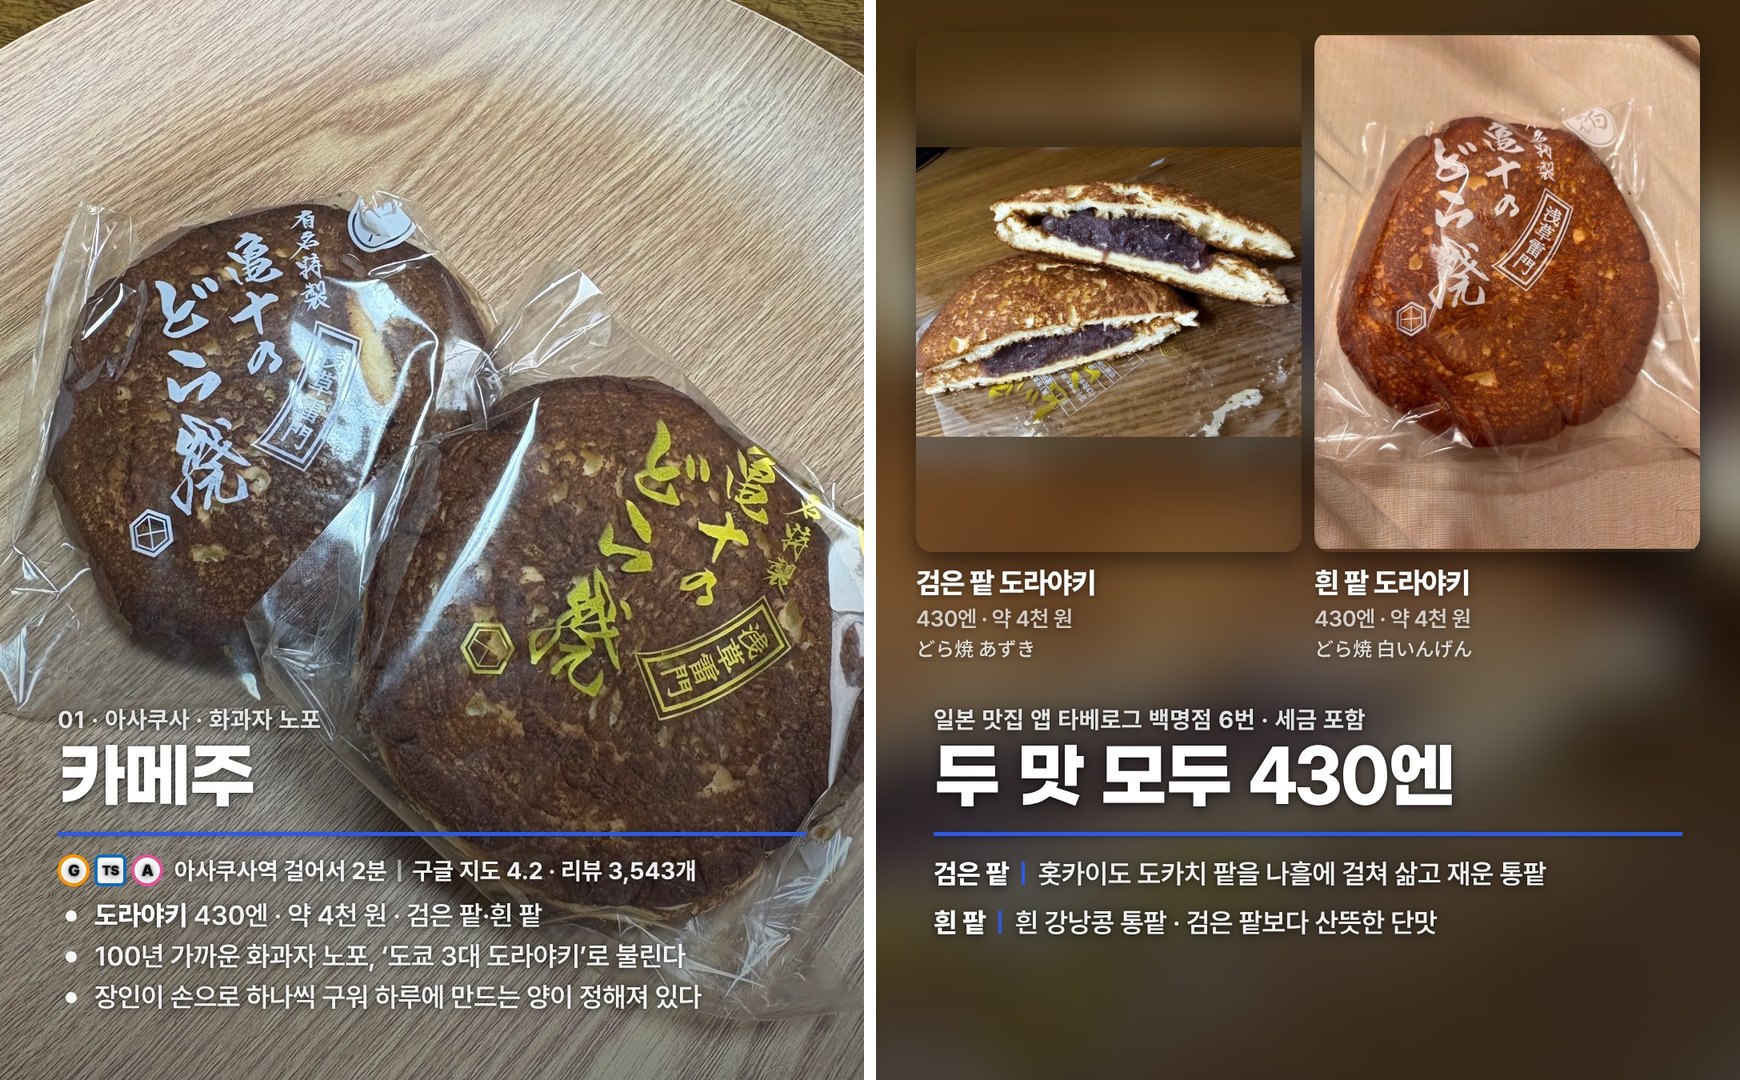 有名特製
亀十の
どら焼
浅草雷門
亀十の
どら焼
浅草雷門
01 · 아사쿠사 · 화과자 노포
카메주
G TS A 아사쿠사역 걸어서 2분 | 구글 지도 4.2 · 리뷰 3,543개
• 도라야키 430엔 · 약 4천 원 · 검은 팥·흰 팥
• 100년 가까운 화과자 노포, ‘도쿄 3대 도라야키’로 불린다
• 장인이 손으로 하나씩 구워 하루에 만드는 양이 정해져 있다
亀十の
どら焼
浅草雷門
검은 팥 도라야키
430엔 · 약 4천 원
どら焼 あずき
흰 팥 도라야키
430엔 · 약 4천 원
どら焼 白いんげん
일본 맛집 앱 타베로그 백명점 6번 · 세금 포함
두 맛 모두 430엔
검은 팥 | 홋카이도 도카치 팥을 나흘에 걸쳐 삶고 재운 통팥
흰 팥 | 흰 강낭콩 통팥 · 검은 팥보다 산뜻한 단맛